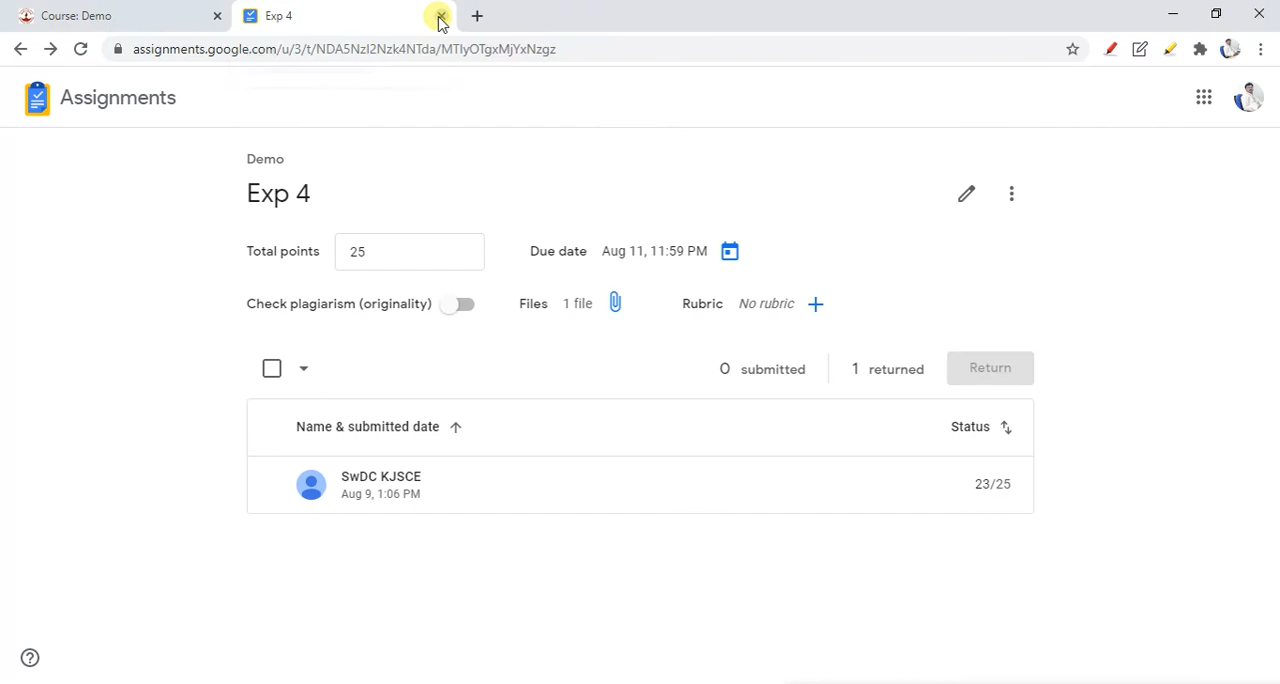 Course: Demo
Exp 4
assignments.google.com/u/3/t/NDA5NzI2Nzk4NTda/MTIyOTgxMjYxNzgz
Assignments
Demo
Exp 4
Total points 25 Due date Aug 11, 11:59 PM
Check plagiarism (originality) Files 1 file Rubric No rubric
0 submitted 1 returned Return
Name & submitted date Status
SwDC KJSCE
Aug 9, 1:06 PM
23/25